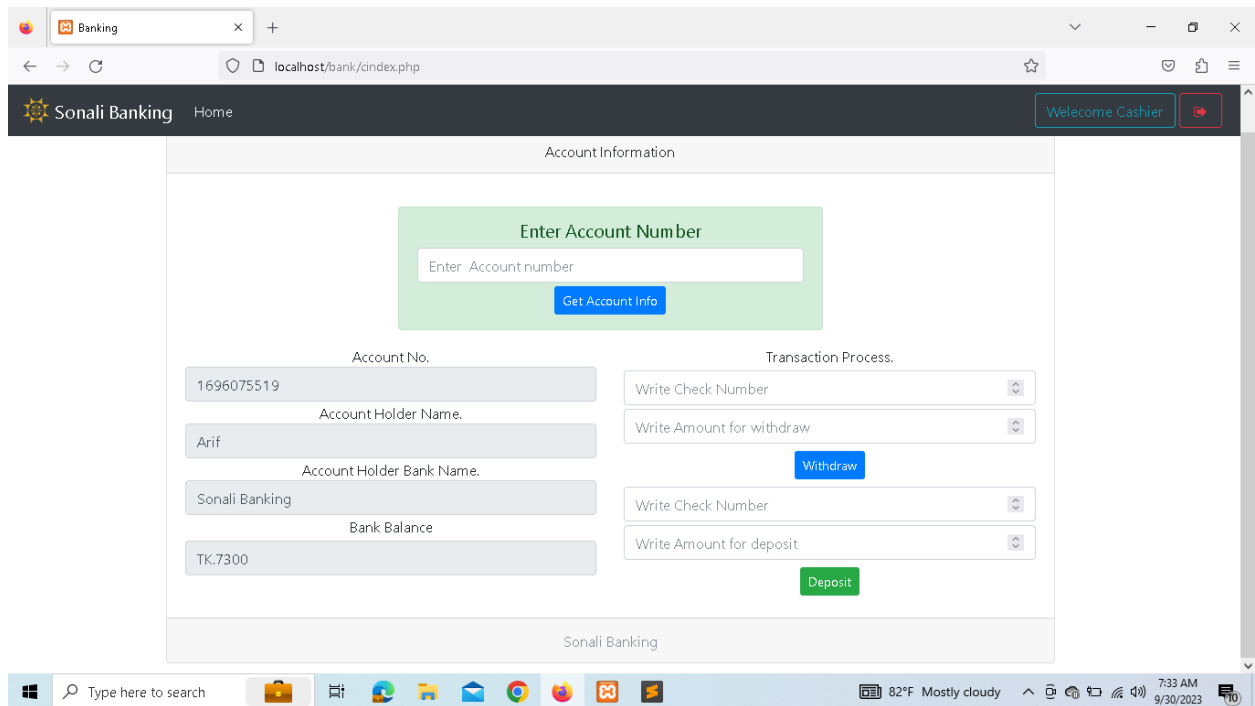 Banking
localhost/bank/cindex.php
Sonali Banking Home Welecome Cashier
Account Information
Enter Account Number
Enter Account number
Get Account Info
Account No.
1696075519
Account Holder Name.
Arif
Account Holder Bank Name.
Sonali Banking
Bank Balance
TK.7300
Transaction Process.
Write Check Number
Write Amount for withdraw
Withdraw
Write Check Number
Write Amount for deposit
Deposit
Sonali Banking
Type here to search 82°F Mostly cloudy 7:33 AM
9/30/2023
10